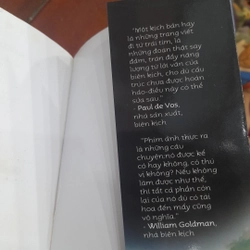 "Một kịch bản hay
là những trang viết
đi từ trái tim, là
những đoạn thật say
đắm, tràn đầy năng
lượng từ lời văn của
biên kịch, cho dù cấu
trúc chưa được hoàn
hảo-điều này có thể
sửa sau."
- Paul de Vos,
nhà sản xuất,
biên kịch
"Phim ảnh thực ra
là những câu
chuyện: nó được kể
có hay không, có thú
vị không? Nếu không
làm được như thế,
thì tất cả phần còn
lại của nó dù có tài
hoa đến mấy cũng
vô nghĩa."
- William Goldman,
nhà biên kịch